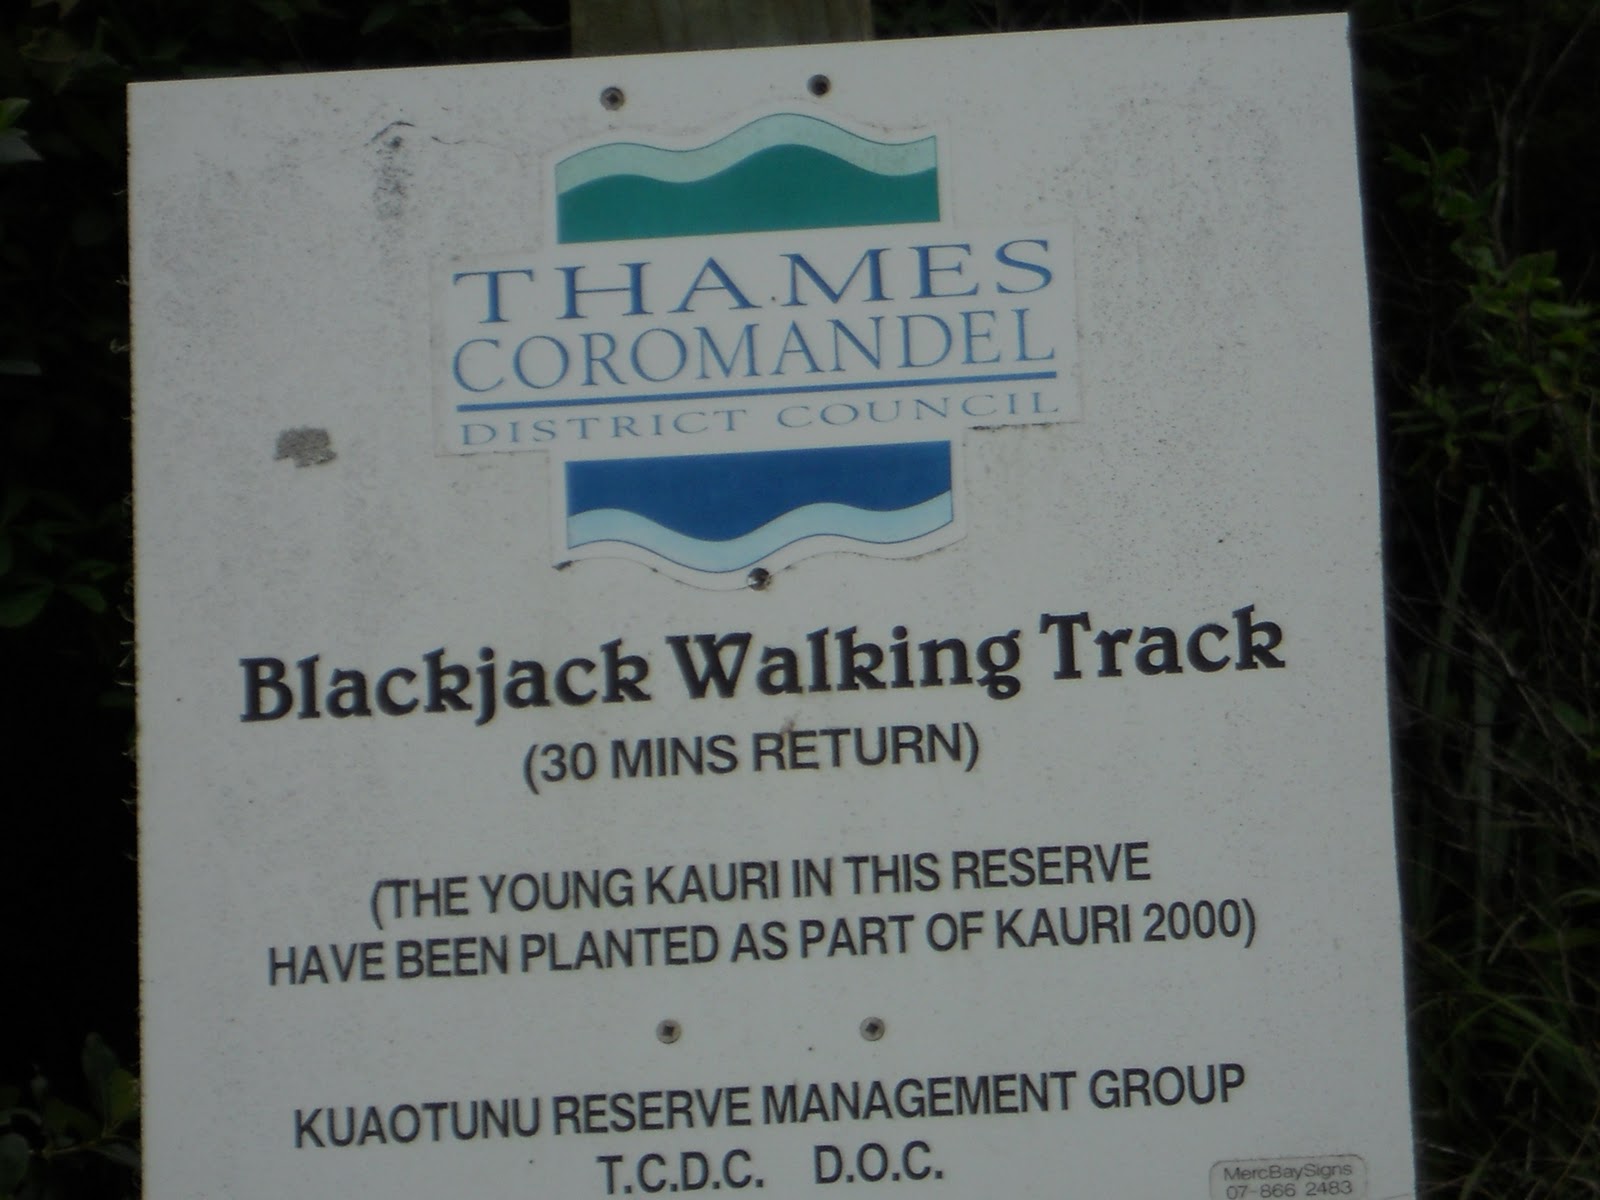 THAMES
COROMANDEL
DISTRICT COUNCIL
Blackjack Walking Track
(30 MINS RETURN)
(THE YOUNG KAURI IN THIS RESERVE
HAVE BEEN PLANTED AS PART OF KAURI 2000)
KUAOTUNU RESERVE MANAGEMENT GROUP
T.C.D.C. D.O.C.
MercBaySigns
07-866 2483